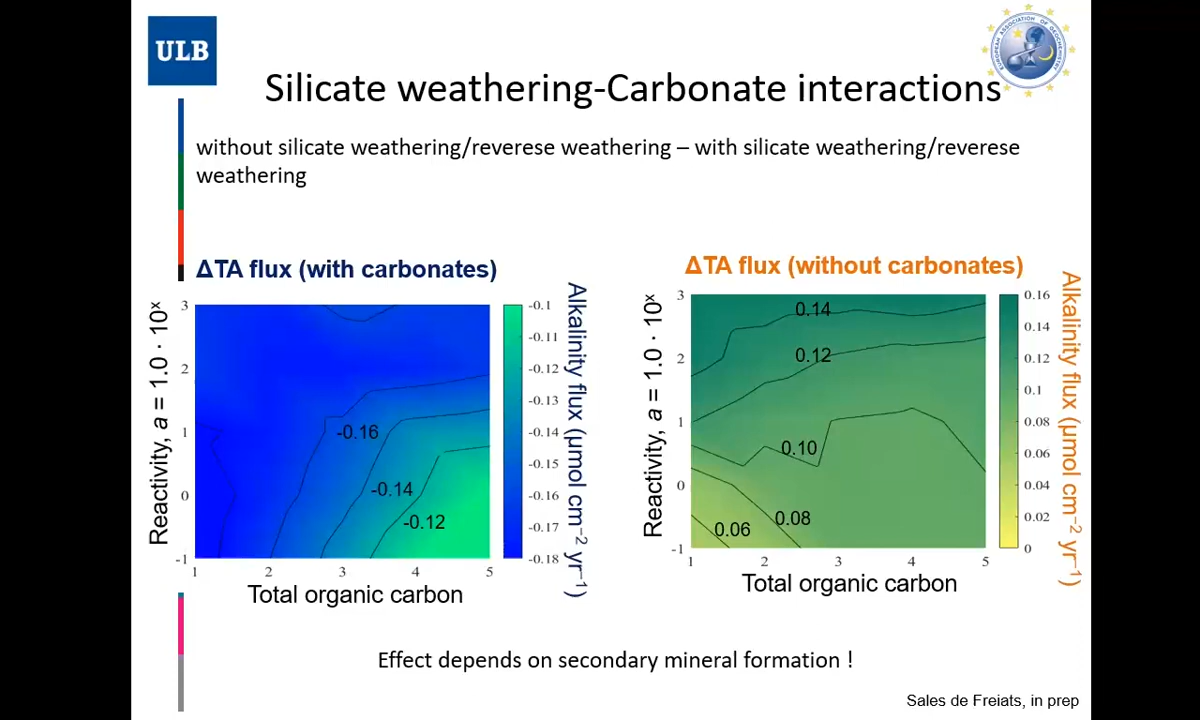 ULB
EUROPEAN ASSOCIATION OF GEOCHEMISTRY
Silicate weathering-Carbonate interactions
without silicate weathering/reverese weathering – with silicate weathering/reverese
weathering
ΔTA flux (with carbonates)
Reactivity, a = 1.0 · 10ˣ
3
2
1
0
-1
-0.16
-0.14
-0.12
1 2 3 4 5
Total organic carbon
-0.1
-0.11
-0.12
-0.13
-0.14
-0.15
-0.16
-0.17
-0.18
Alkalinity flux (µmol cm⁻² yr⁻¹)
ΔTA flux (without carbonates)
Reactivity, a = 1.0 · 10ˣ
3
2
1
0
-1
0.14
0.12
0.10
0.08
0.06
1 2 3 4 5
Total organic carbon
0.16
0.14
0.12
0.1
0.08
0.06
0.04
0.02
0
Alkalinity flux (µmol cm⁻² yr⁻¹)
Effect depends on secondary mineral formation !
Sales de Freiats, in prep